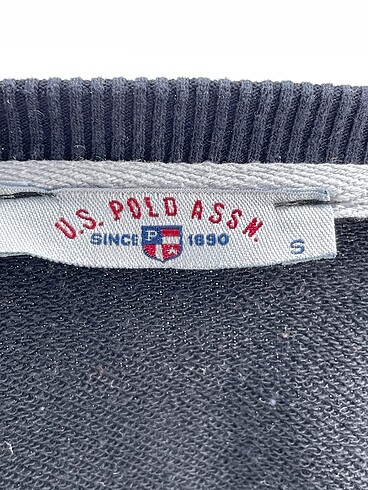 U.S. POLO ASSN.
SINCE P 1890
S